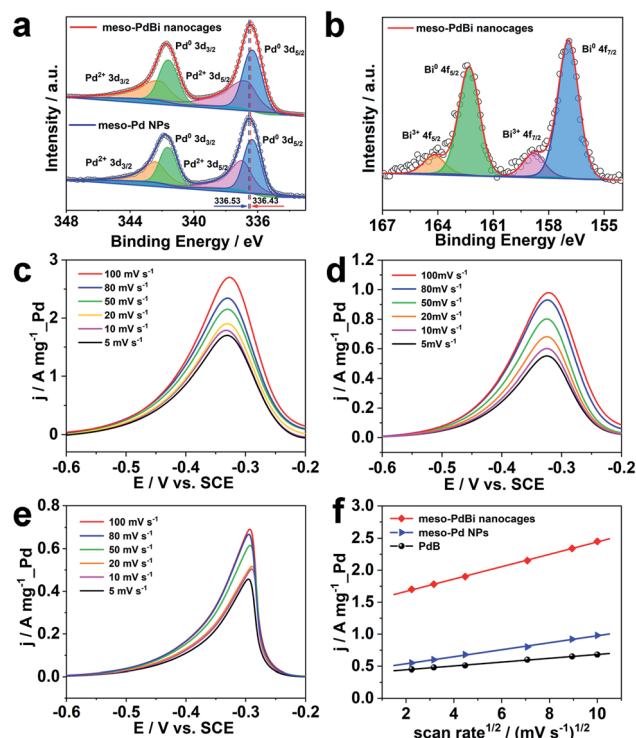 a
meso-PdBi nanocages
Pd⁰ 3d₃/₂
Pd⁰ 3d₅/₂
Pd²⁺ 3d₃/₂
Pd²⁺ 3d₅/₂
meso-Pd NPs
Pd⁰ 3d₃/₂
Pd⁰ 3d₅/₂
Pd²⁺ 3d₃/₂
Pd²⁺ 3d₅/₂
336.53
336.43
348
344
340
336
Binding Energy / eV
Intensity / a.u.
b
meso-PdBi nanocages
Bi⁰ 4f₅/₂
Bi⁰ 4f₇/₂
Bi³⁺ 4f₅/₂
Bi³⁺ 4f₇/₂
167
164
161
158
155
Binding Energy /eV
Intensity / a.u.
c
100 mV s⁻¹
80 mV s⁻¹
50 mV s⁻¹
20 mV s⁻¹
10 mV s⁻¹
5 mV s⁻¹
3
2
1
0
-0.6
-0.5
-0.4
-0.3
-0.2
E / V vs. SCE
j / A mg⁻¹_Pd
d
100mV s⁻¹
80mV s⁻¹
50mV s⁻¹
20mV s⁻¹
10mV s⁻¹
5mV s⁻¹
1.2
1.0
0.8
0.6
0.4
0.2
0.0
-0.6
-0.5
-0.4
-0.3
-0.2
E / V vs. SCE
j / A mg⁻¹_Pd
e
100 mV s⁻¹
80 mV s⁻¹
50 mV s⁻¹
20 mV s⁻¹
10 mV s⁻¹
5 mV s⁻¹
0.8
0.6
0.4
0.2
0.0
-0.6
-0.5
-0.4
-0.3
-0.2
E / V vs. SCE
j / A mg⁻¹_Pd
f
meso-PdBi nanocages
meso-Pd NPs
PdB
3.0
2.5
2.0
1.5
1.0
0.5
0.0
2
4
6
8
10
scan rate¹/² / (mV s⁻¹)¹/²
j / A mg⁻¹_Pd